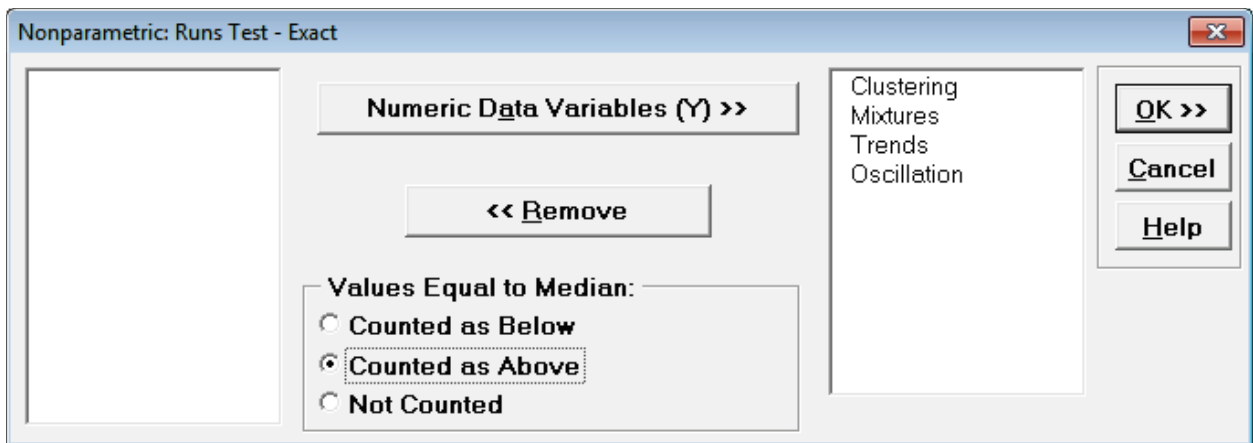 Nonparametric: Runs Test - Exact
Numeric Data Variables (Y) >>
<< Remove
Values Equal to Median:
Counted as Below
Counted as Above
Not Counted
Clustering
Mixtures
Trends
Oscillation
OK >>
Cancel
Help